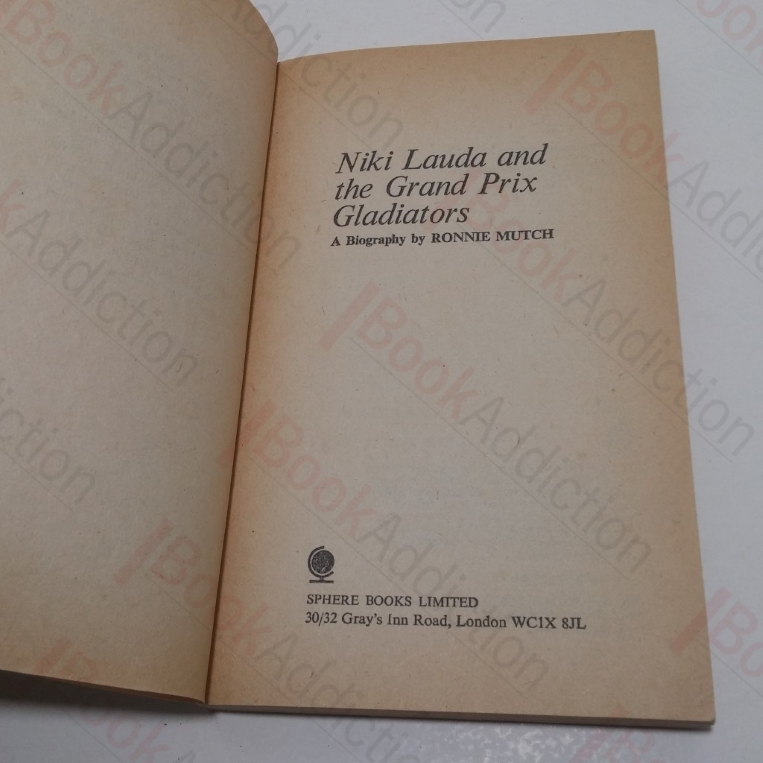 Niki Lauda and
the Grand Prix
Gladiators
A Biography by RONNIE MUTCH
SPHERE BOOKS LIMITED
30/32 Gray's Inn Road, London WC1X 8JL
BookAddiction